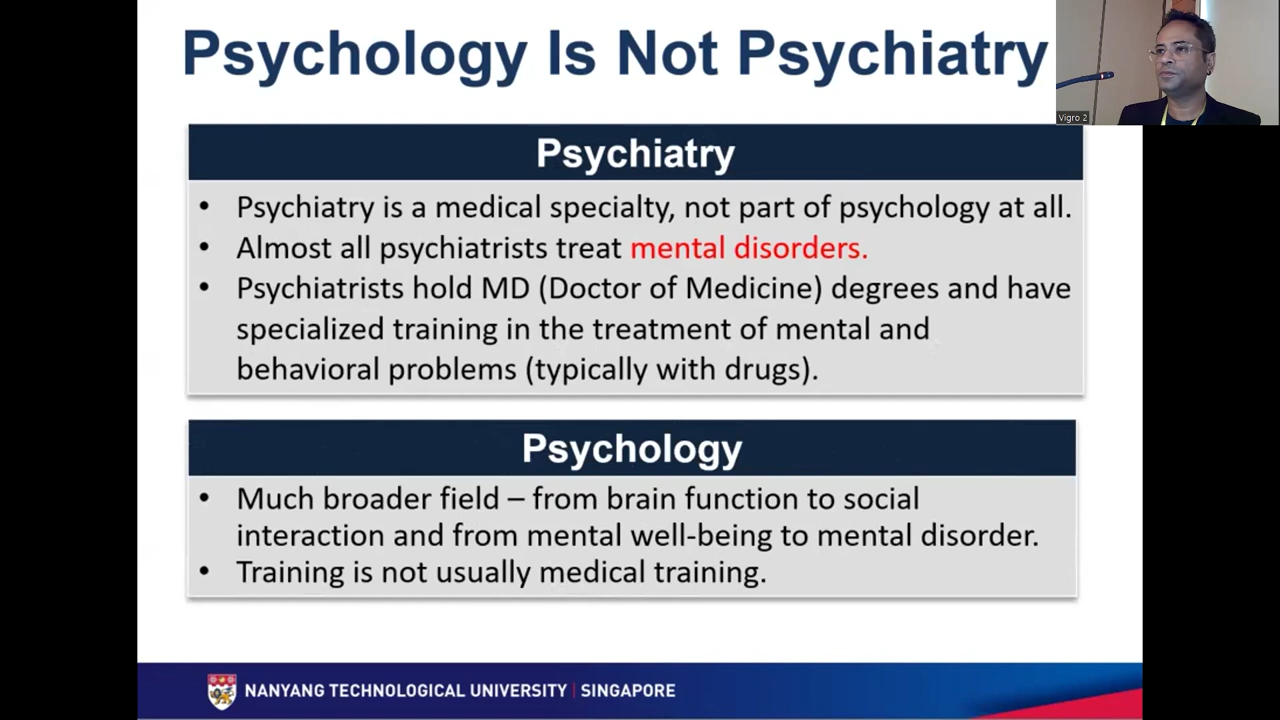 Psychology Is Not Psychiatry
Vigro 2
Psychiatry
• Psychiatry is a medical specialty, not part of psychology at all.
• Almost all psychiatrists treat mental disorders.
• Psychiatrists hold MD (Doctor of Medicine) degrees and have
specialized training in the treatment of mental and
behavioral problems (typically with drugs).
Psychology
• Much broader field – from brain function to social
interaction and from mental well-being to mental disorder.
• Training is not usually medical training.
NANYANG TECHNOLOGICAL UNIVERSITY | SINGAPORE